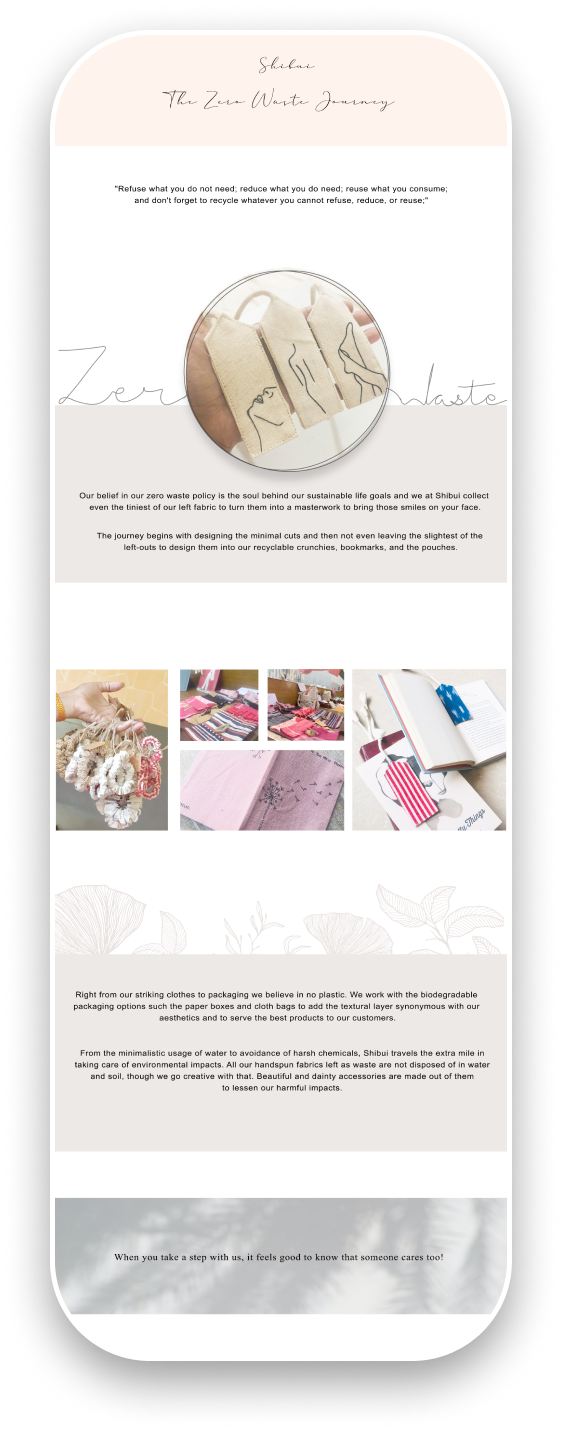 Shibui
The Zero Waste Journey
"Refuse what you do not need; reduce what you do need; reuse what you consume;
and don't forget to recycle whatever you cannot refuse, reduce, or reuse;"
Zer Waste
Our belief in our zero waste policy is the soul behind our sustainable life goals and we at Shibui collect
even the tiniest of our left fabric to turn them into a masterwork to bring those smiles on your face.
The journey begins with designing the minimal cuts and then not even leaving the slightest of the
left-outs to design them into our recyclable crunchies, bookmarks, and the pouches.
My Things
Right from our striking clothes to packaging we believe in no plastic. We work with the biodegradable
packaging options such the paper boxes and cloth bags to add the textural layer synonymous with our
aesthetics and to serve the best products to our customers.
From the minimalistic usage of water to avoidance of harsh chemicals, Shibui travels the extra mile in
taking care of environmental impacts. All our handspun fabrics left as waste are not disposed of in water
and soil, though we go creative with that. Beautiful and dainty accessories are made out of them
to lessen our harmful impacts.
When you take a step with us, it feels good to know that someone cares too!